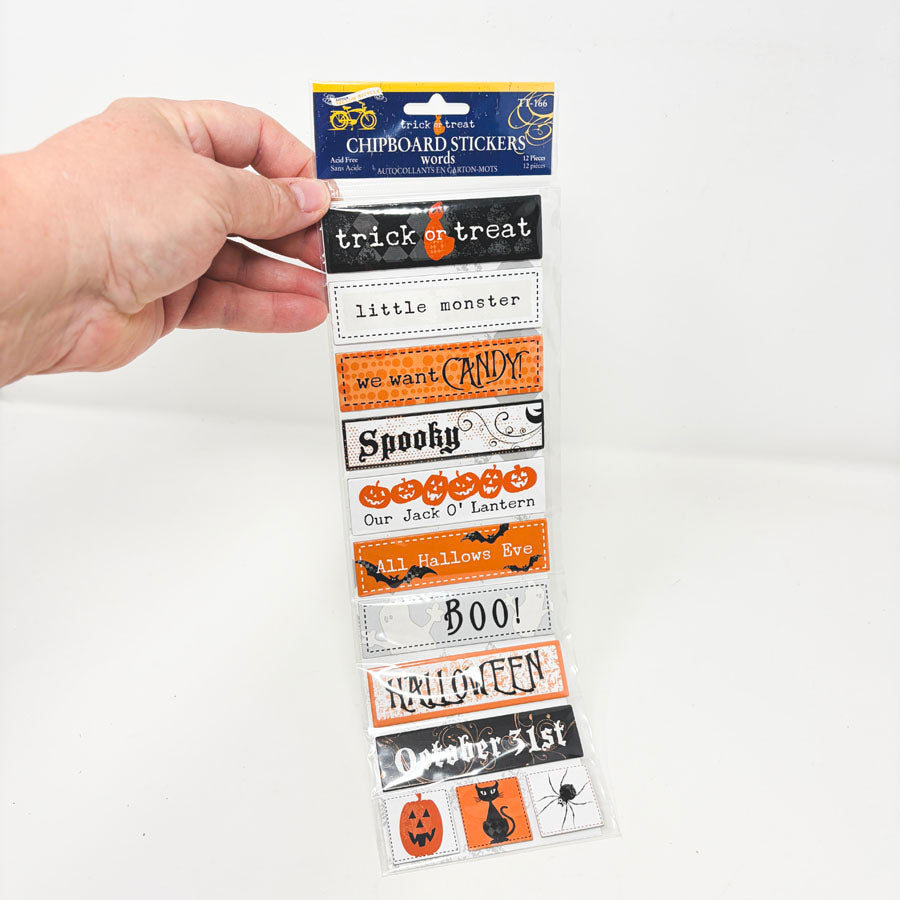 TT-166
trick or treat
CHIPBOARD STICKERS
words
Acid Free
Sans Acide
12 Pieces
12 pièces
AUTOCOLLANTS EN CARTON-MOTS
trick or treat
little monster
we want CANDY!
Spooky
Our Jack O' Lantern
All Hallows Eve
BOO!
HALLOWEEN
October 31st